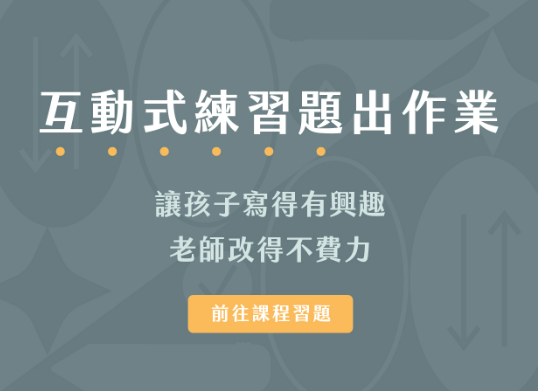 互動式練習題出作業
讓孩子寫得有興趣
老師改得不費力
前往課程習題